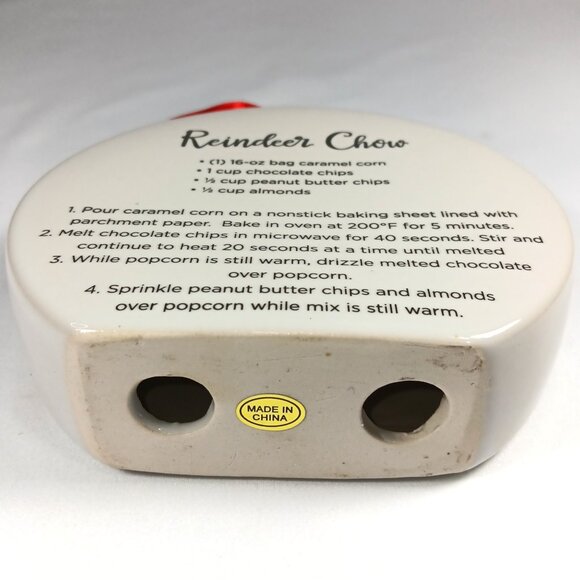 Reindeer Chow
• (1) 16-oz bag caramel corn
• 1 cup chocolate chips
• ½ cup peanut butter chips
• ½ cup almonds
1. Pour caramel corn on a nonstick baking sheet lined with
parchment paper. Bake in oven at 200°F for 5 minutes.
2. Melt chocolate chips in microwave for 40 seconds. Stir and
continue to heat 20 seconds at a time until melted
3. While popcorn is still warm, drizzle melted chocolate
over popcorn.
4. Sprinkle peanut butter chips and almonds
over popcorn while mix is still warm.
MADE IN
CHINA